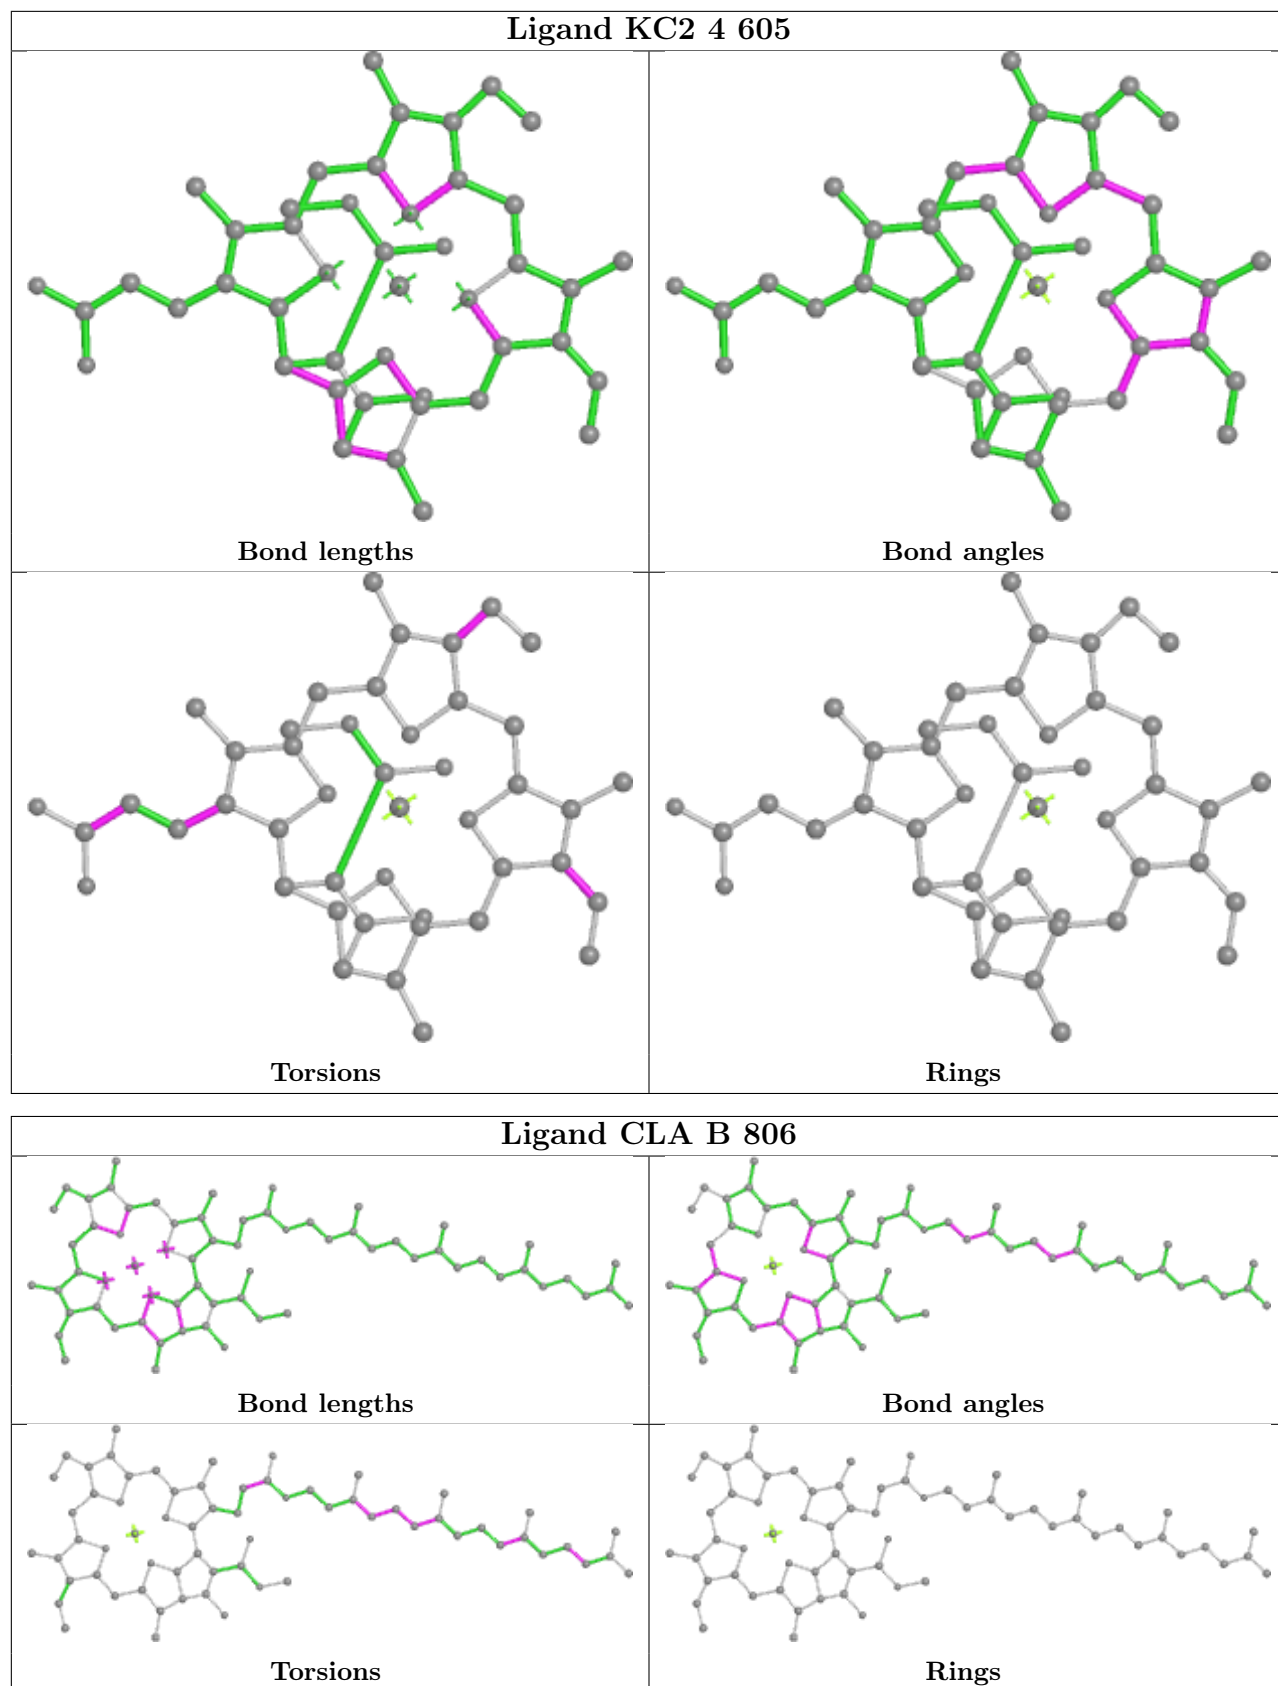 Ligand KC2 4 605
Bond lengths
Bond angles
Torsions
Rings
Ligand CLA B 806
Bond lengths
Bond angles
Torsions
Rings